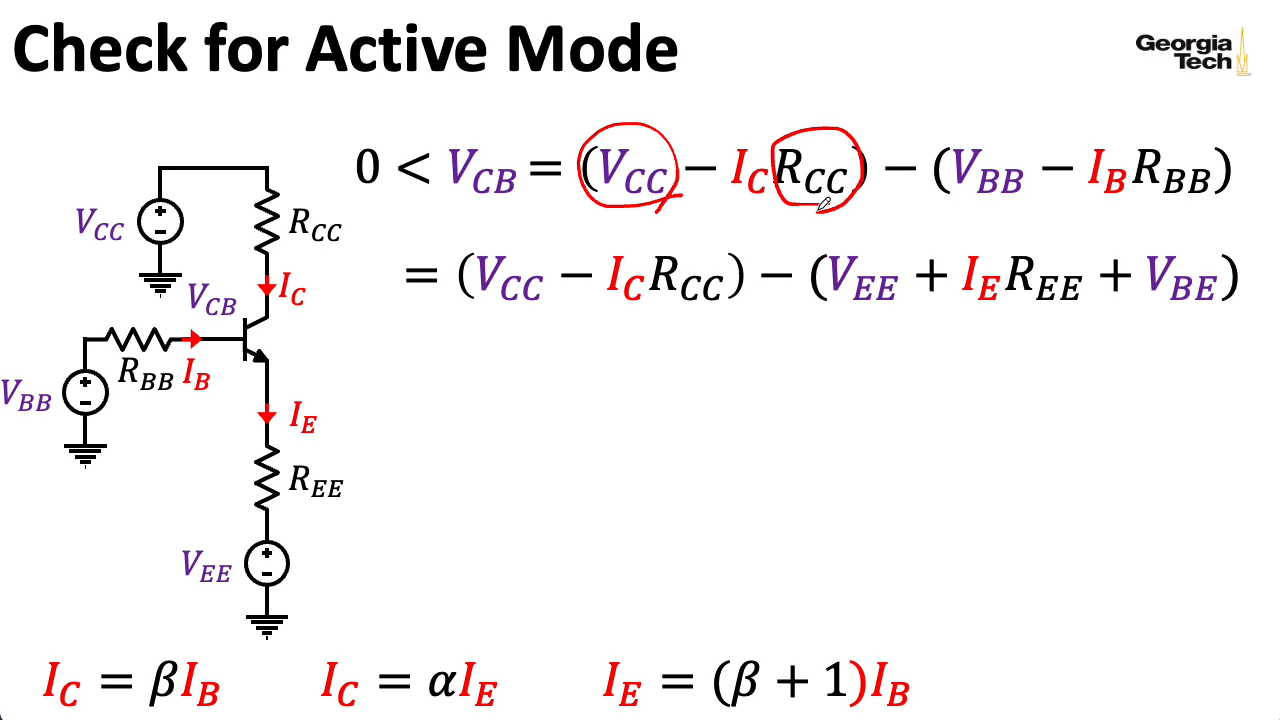 Check for Active Mode
Georgia
Tech
0 < V_CB = (V_CC − I_C R_CC) − (V_BB − I_B R_BB)
= (V_CC − I_C R_CC) − (V_EE + I_E R_EE + V_BE)
V_CC
R_CC
I_C
V_CB
R_BB
I_B
V_BB
I_E
R_EE
V_EE
I_C = βI_B
I_C = αI_E
I_E = (β + 1)I_B